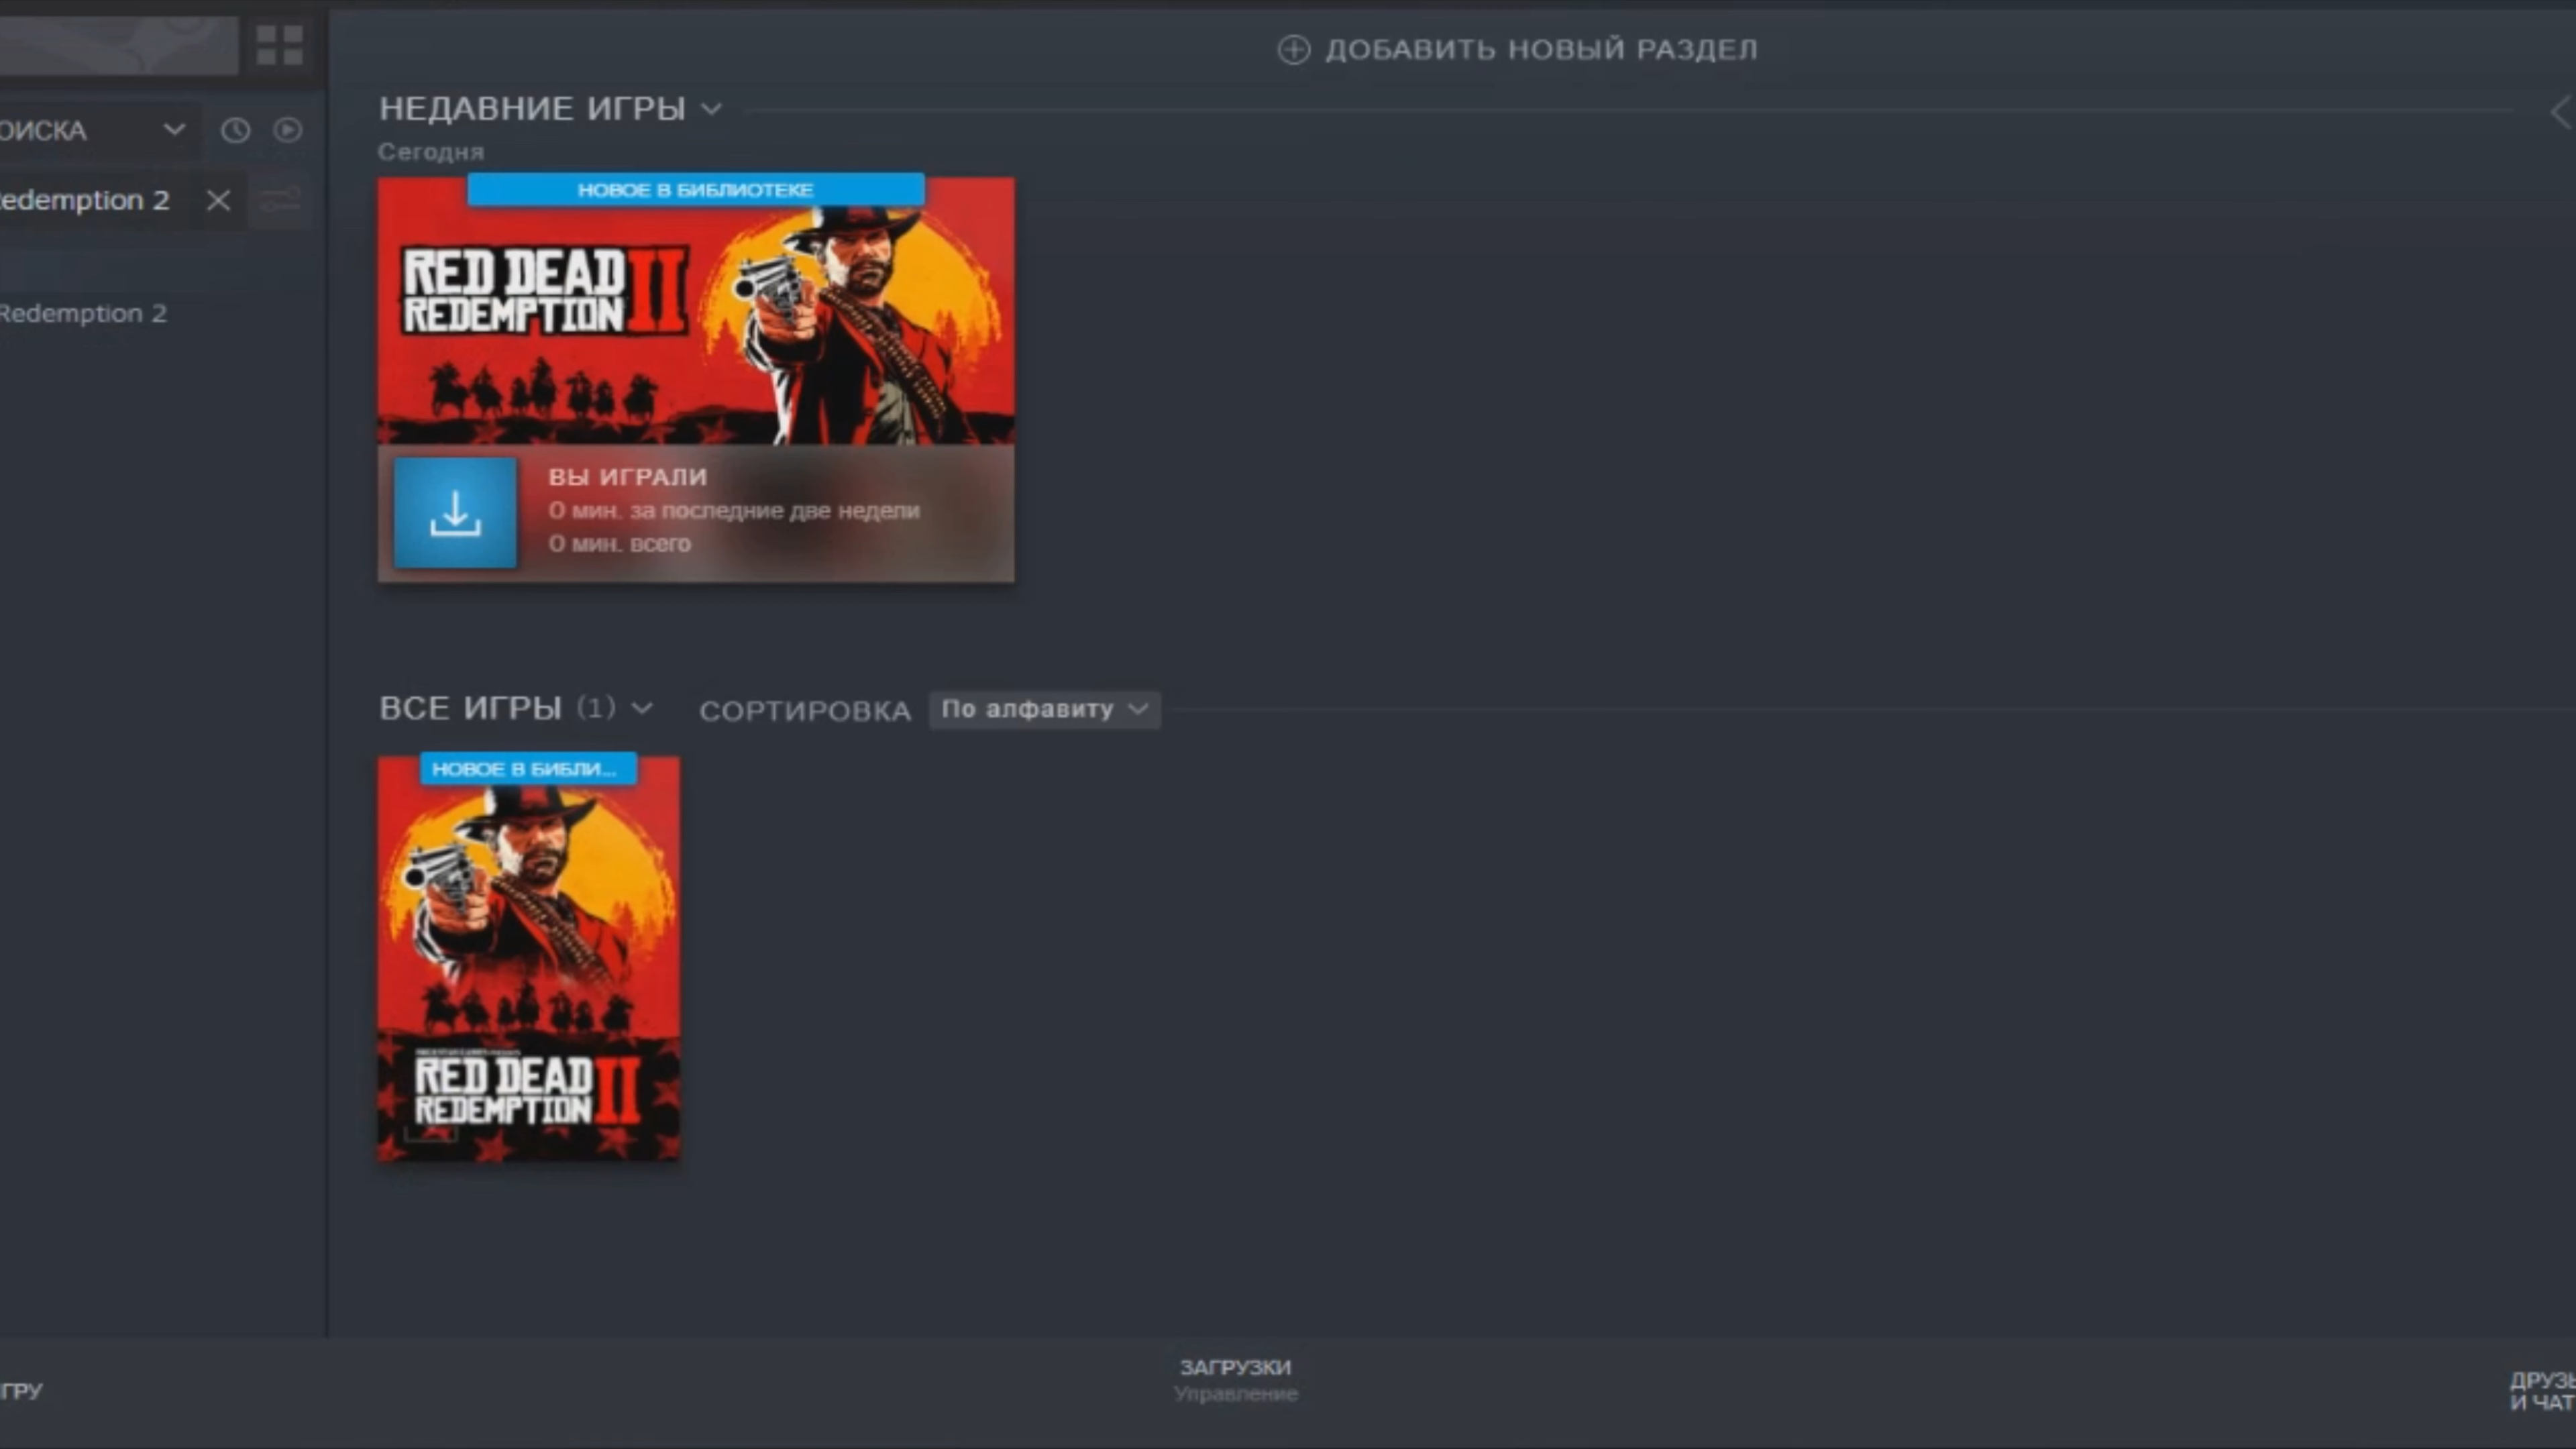 ДОБАВИТЬ НОВЫЙ РАЗДЕЛ
НЕДАВНИЕ ИГРЫ
ОИСКА
Сегодня
edemption 2
НОВОЕ В БИБЛИОТЕКЕ
RED DEAD
REDEMPTION II
Redemption 2
ВЫ ИГРАЛИ
0 мин. за последние две недели
0 мин. всего
ВСЕ ИГРЫ (1) СОРТИРОВКА По алфавиту
НОВОЕ В БИБЛИ...
RED DEAD
REDEMPTION II
ЗАГРУЗКИ
Управление
ГРУ
ДРУЗЬ
И ЧАТ